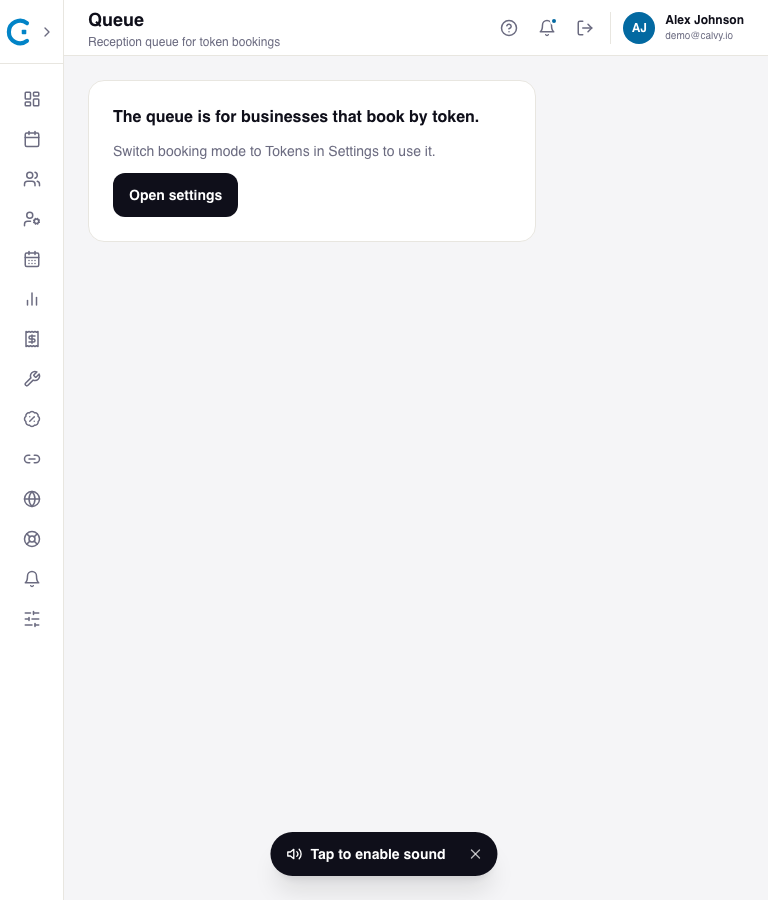 Queue
Reception queue for token bookings
AJ
Alex Johnson
demo@calvy.io
The queue is for businesses that book by token.
Switch booking mode to Tokens in Settings to use it.
Open settings
Tap to enable sound